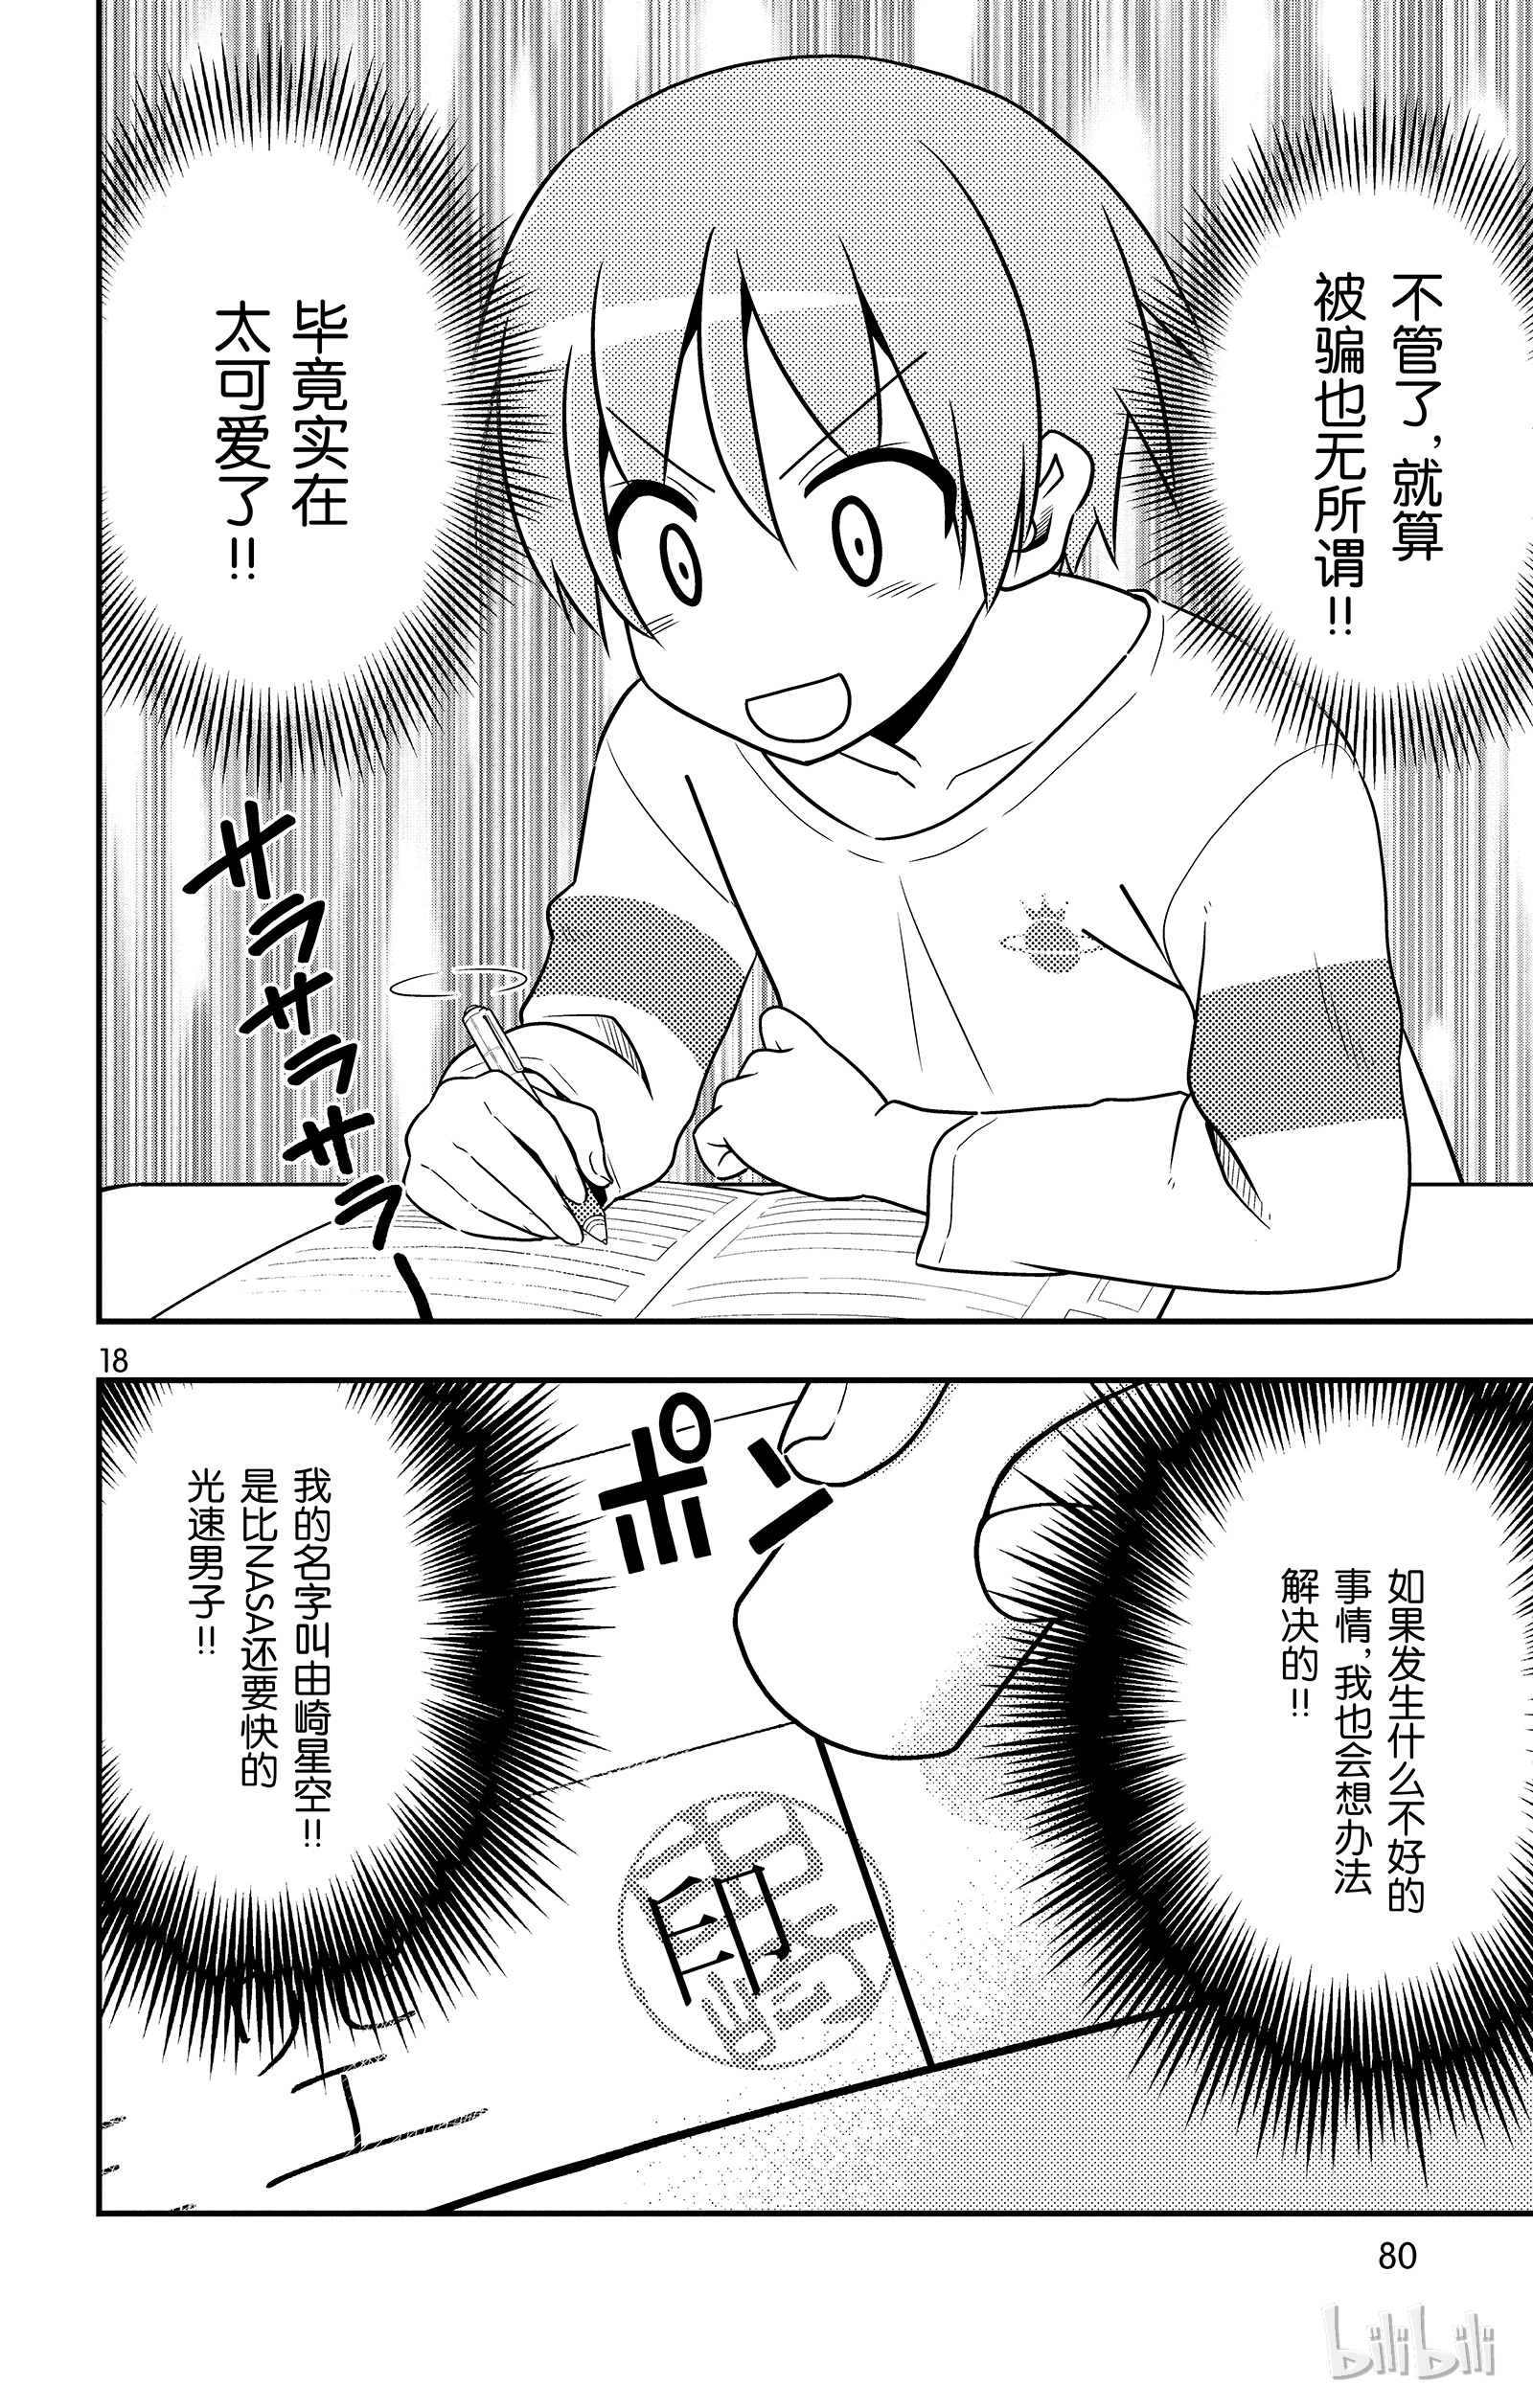 不管了，就算
被骗也无所谓!!
毕竟实在
太可爱了!!
サラサラサラ
18
如果发生什么不好的
事情，我也会想办法
解决的!!
ポン
我的名字叫由崎星空!!
是比NASA还要快的
光速男子!!
印
80
bilibili